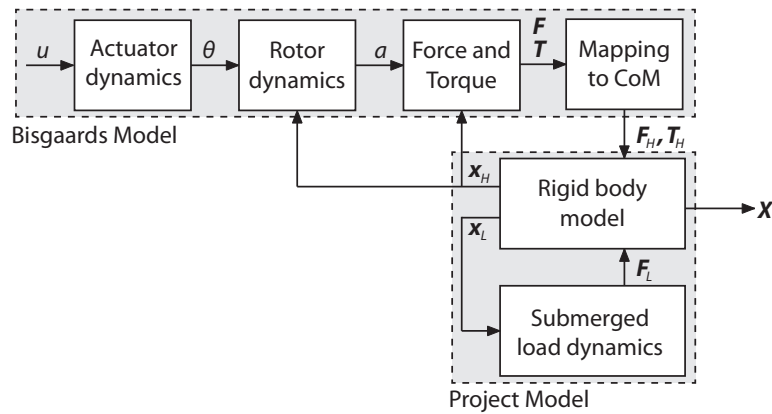 u
Actuator
dynamics
θ
Rotor
dynamics
a
Force and
Torque
F
T
Mapping
to CoM
Bisgaards Model
F_H, T_H
x_H
Rigid body
model
X
x_L
F_L
Submerged
load dynamics
Project Model